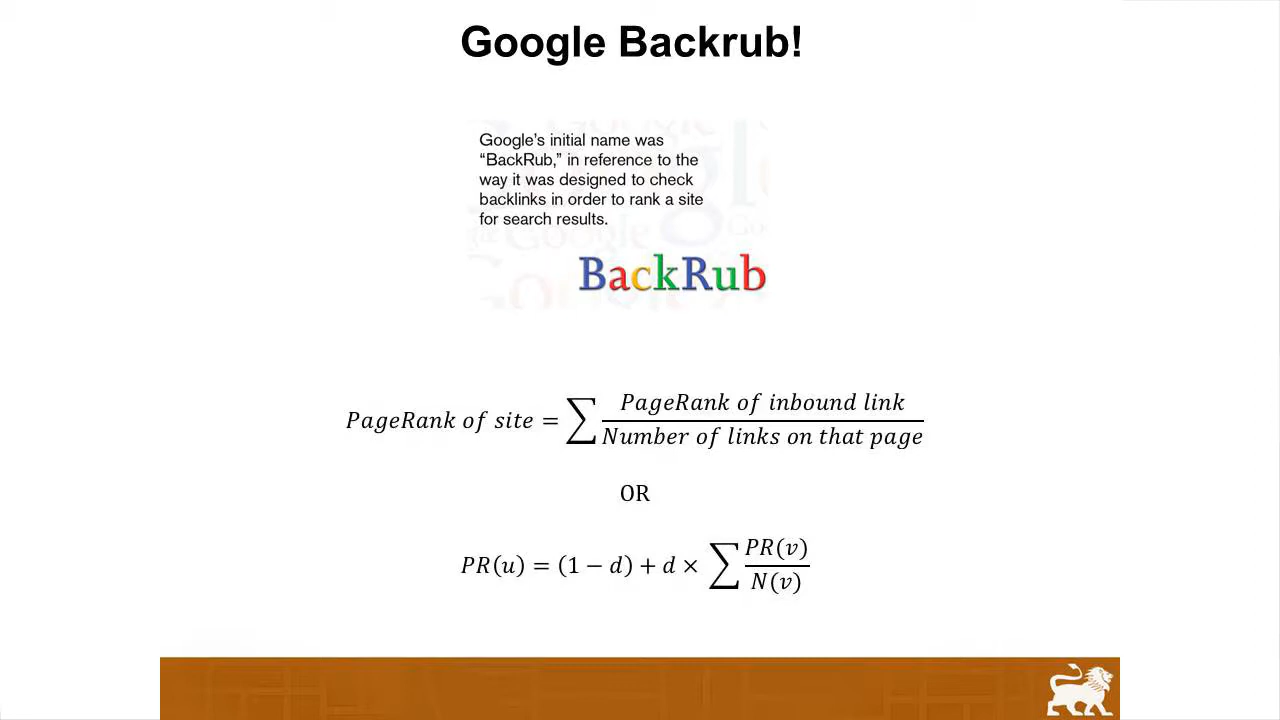 Google Backrub!
Google's initial name was
“BackRub,” in reference to the
way it was designed to check
backlinks in order to rank a site
for search results.
BackRub
PageRank of site = ∑ PageRank of inbound link / Number of links on that page
OR
PR(u) = (1 − d) + d × ∑ PR(v) / N(v)